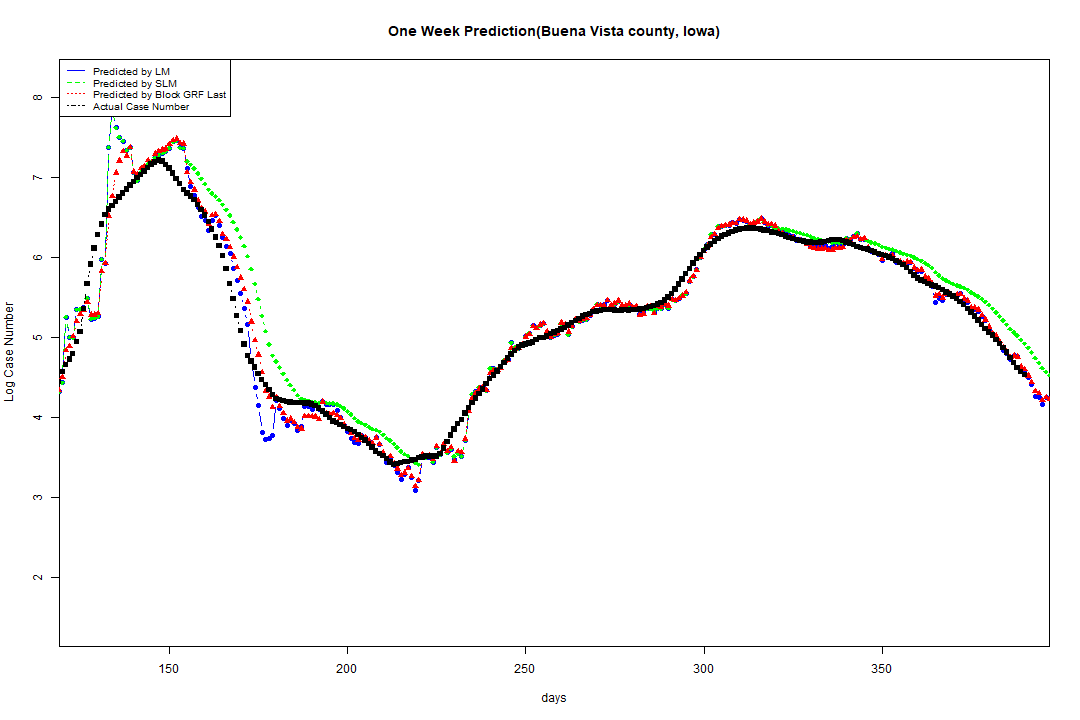 One Week Prediction(Buena Vista county, Iowa)
Predicted by LM
Predicted by SLM
Predicted by Block GRF Last
Actual Case Number
Log Case Number
8
7
6
5
4
3
2
150
200
250
300
350
days